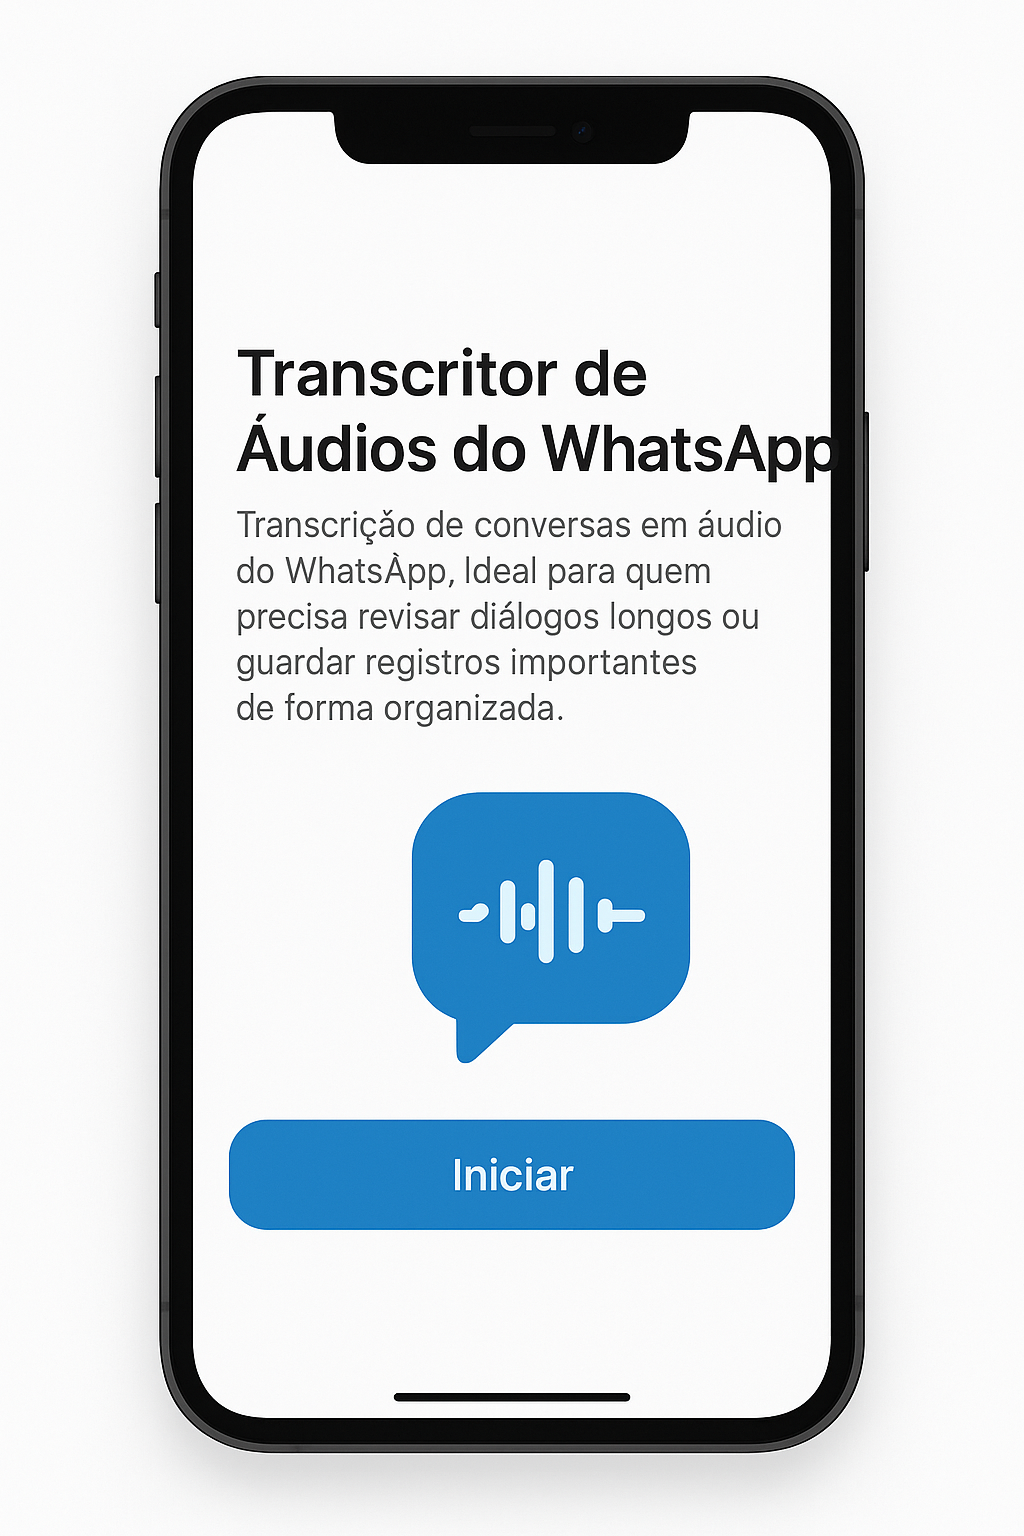 Transcritor de
Áudios do WhatsApp
Transcrição de conversas em áudio
do WhatsÀpp, Ideal para quem
precisa revisar diálogos longos ou
guardar registros importantes
de forma organizada.
Iniciar